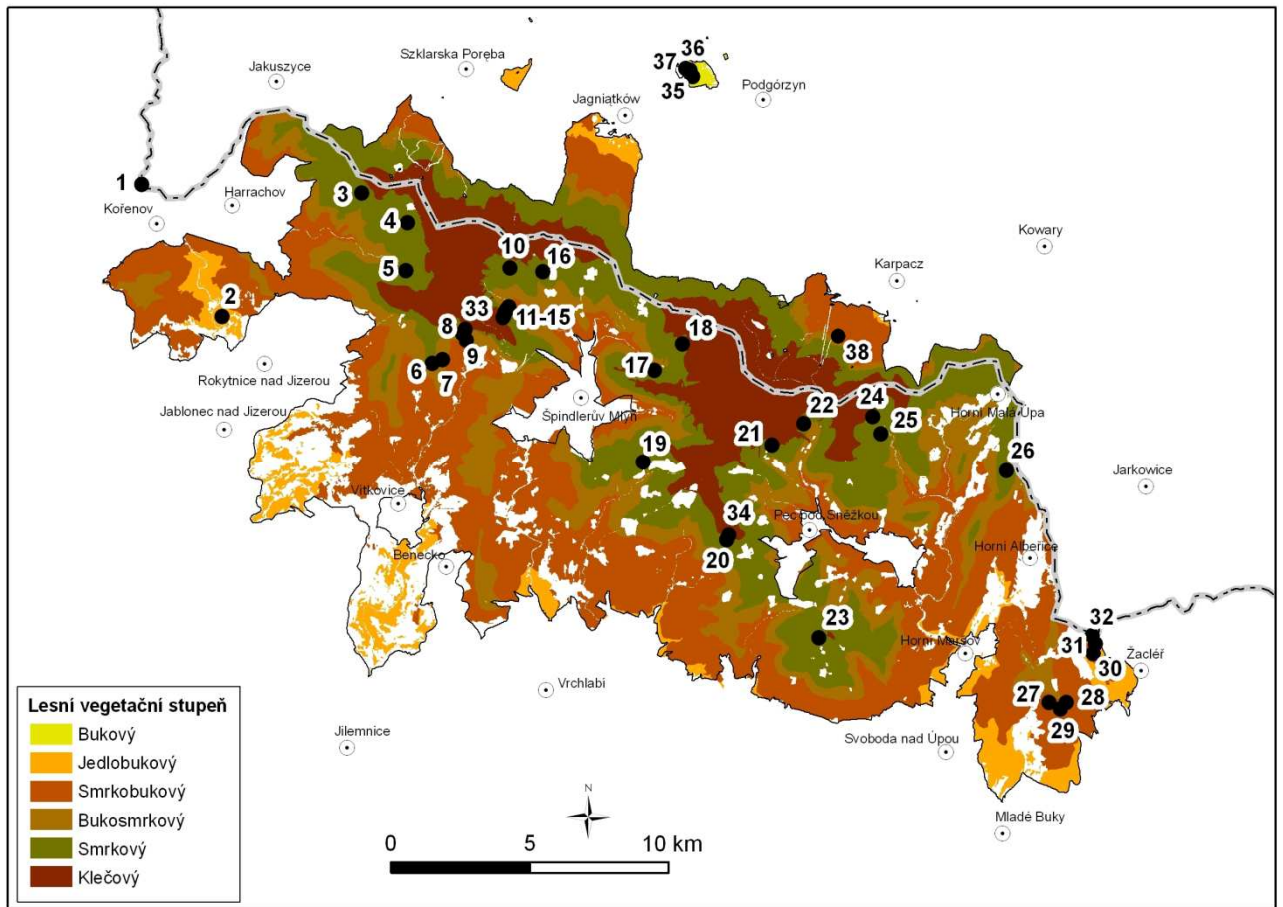 36
Szklarska Poręba
37
Jakuszyce
35
Podgórzyn
Jagniątków
1
3
Harrachov
Kořenov
4
Kowary
10
16
5
Karpacz
2
33
8
11-15
18
38
9
6
7
17
Rokytnice nad Jizerou
Špindlerův Mlýn
24
Horní Malá Úpa
22
25
Jablonec nad Jizerou
21
19
26
Jarkowice
Vítkovice
34
Pec pod Sněžkou
20
Horní Albeřice
Benecko
32
23
Horní Maršov
31
30
Žacléř
Vrchlabí
27
28
29
Lesní vegetační stupeň
Bukový
Jedlobukový
Smrkobukový
Bukosmrkový
Smrkový
Klečový
Jilemnice
Svoboda nad Úpou
N
Mladé Buky
0 5 10 km